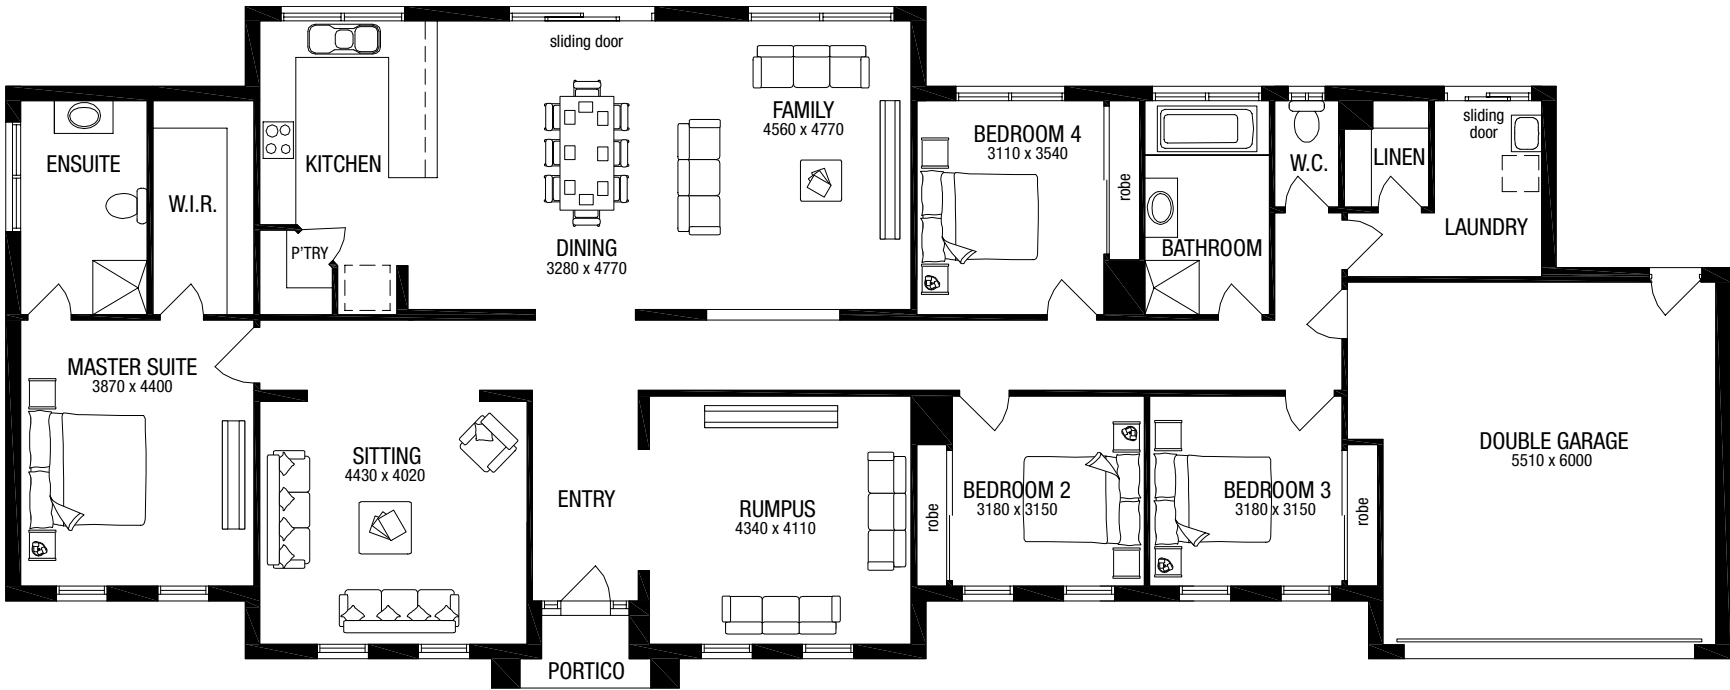 sliding door
FAMILY
4560 x 4770
sliding
door
BEDROOM 4
3110 x 3540
ENSUITE
KITCHEN
W.C.
LINEN
robe
W.I.R.
LAUNDRY
P'TRY
DINING
3280 x 4770
BATHROOM
MASTER SUITE
3870 x 4400
SITTING
4430 x 4020
DOUBLE GARAGE
5510 x 6000
ENTRY
RUMPUS
4340 x 4110
robe
BEDROOM 2
3180 x 3150
BEDROOM 3
3180 x 3150
robe
PORTICO